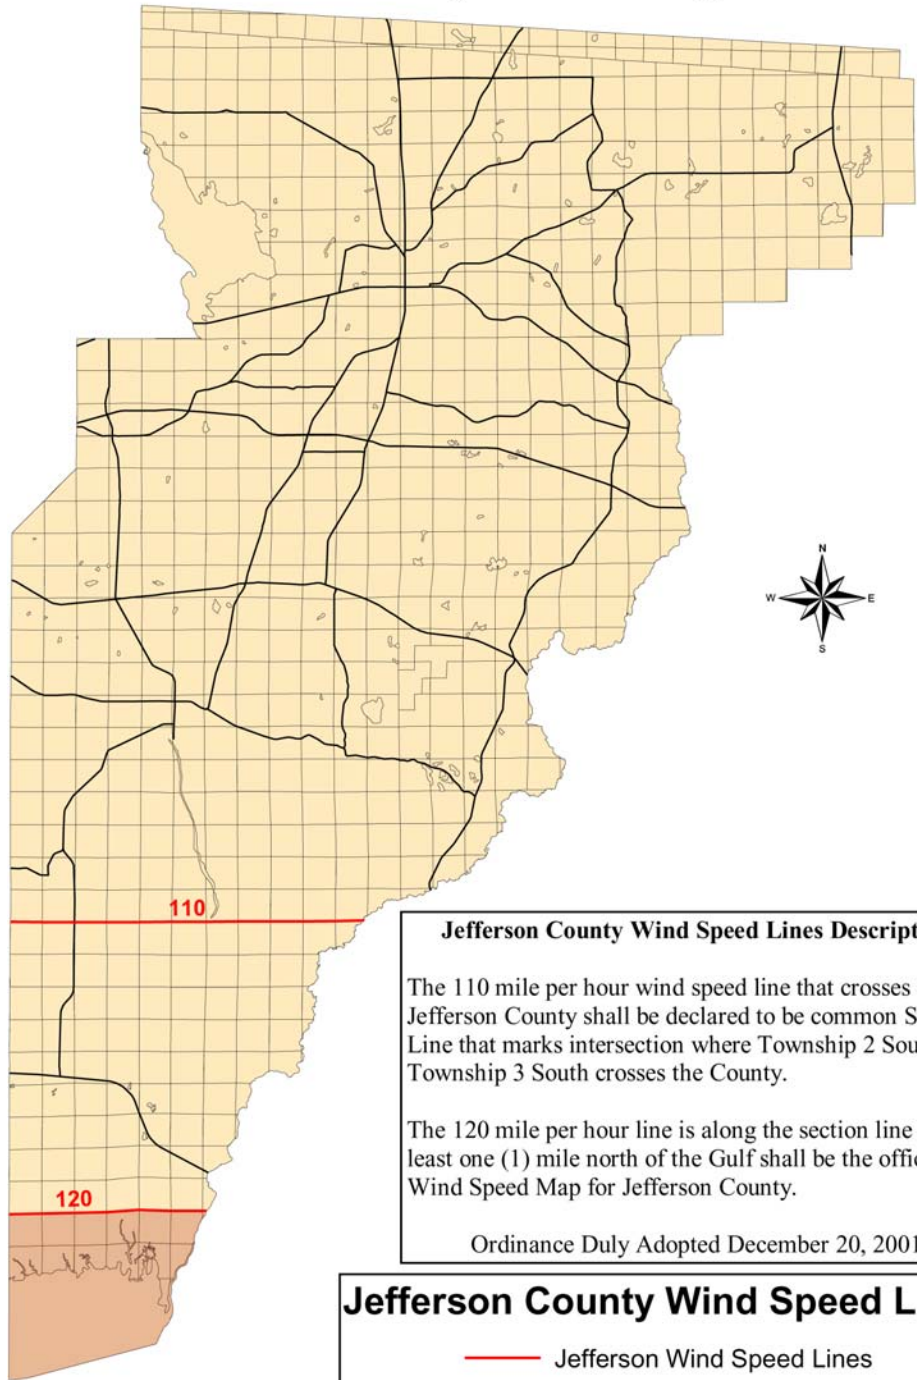 N
W E
S
110
120
Jefferson County Wind Speed Lines
The 110 mile per hour wind speed line that crosses
Jefferson County shall be declared to be common
Line that marks intersection where Township 2
Township 3 South crosses the County.
The 120 mile per hour line is along the section line
least one (1) mile north of the Gulf shall be the
Wind Speed Map for Jefferson County.
Ordinance Duly Adopted December 20, 2001
Jefferson County Wind Speed
Jefferson Wind Speed Lines